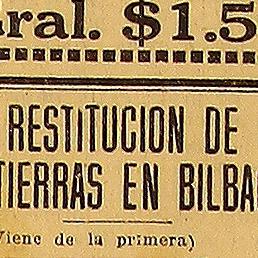 ral. $1.5
RESTITUCION DE
TIERRAS EN BILBA
Viene de la primera)